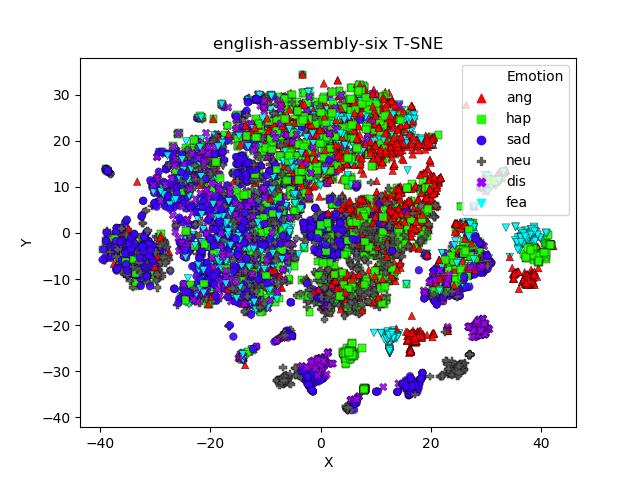 english-assembly-six T-SNE
Emotion
ang
hap
sad
neu
dis
fea
30
20
10
0
−10
−20
−30
−40
Y
−40
−20
0
20
40
X